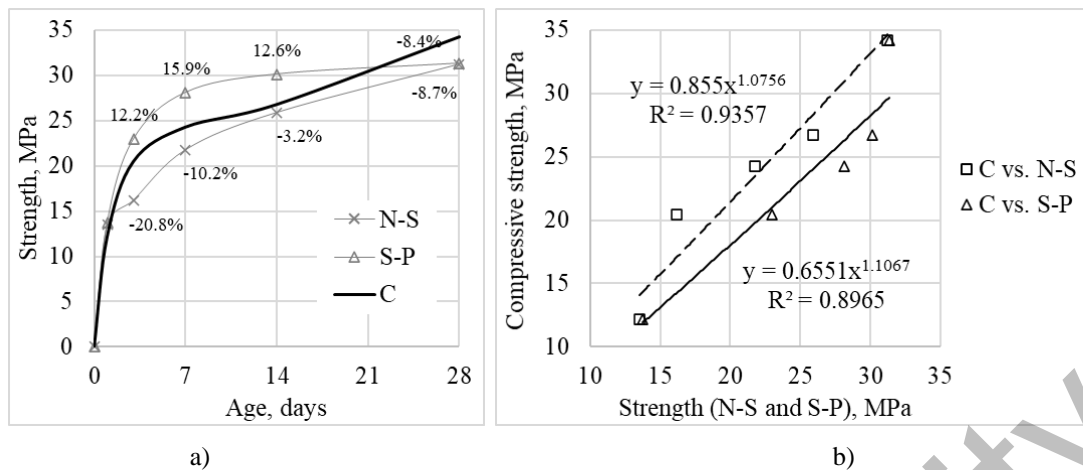 35
30
25
20
15
10
5
0
Strength, MPa
0 7 14 21 28
Age, days
12.2%
15.9%
12.6%
-8.4%
-8.7%
-3.2%
-10.2%
-20.8%
N-S
S-P
C
a)
35
30
25
20
15
10
Compressive strength, MPa
10 15 20 25 30 35
Strength (N-S and S-P), MPa
y = 0.855x^1.0756
R² = 0.9357
y = 0.6551x^1.1067
R² = 0.8965
C vs. N-S
C vs. S-P
b)